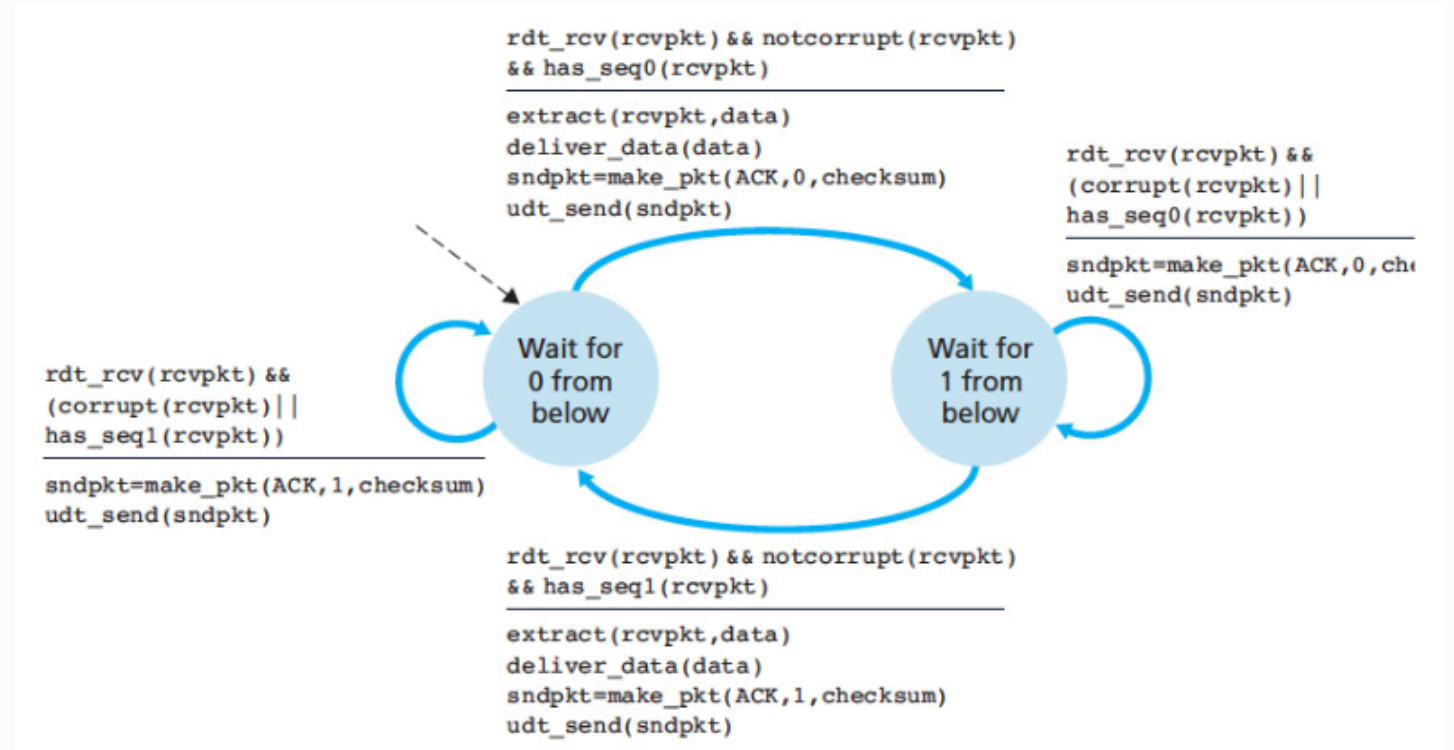 rdt_rcv(rcvpkt) && notcorrupt(rcvpkt)
&& has_seq0(rcvpkt)
extract(rcvpkt,data)
deliver_data(data)
sndpkt=make_pkt(ACK,0,checksum)
udt_send(sndpkt)
rdt_rcv(rcvpkt) &&
(corrupt(rcvpkt)||
has_seq0(rcvpkt))
sndpkt=make_pkt(ACK,0,che
udt_send(sndpkt)
Wait for
0 from
below
Wait for
1 from
below
rdt_rcv(rcvpkt) &&
(corrupt(rcvpkt)||
has_seq1(rcvpkt))
sndpkt=make_pkt(ACK,1,checksum)
udt_send(sndpkt)
rdt_rcv(rcvpkt) && notcorrupt(rcvpkt)
&& has_seq1(rcvpkt)
extract(rcvpkt,data)
deliver_data(data)
sndpkt=make_pkt(ACK,1,checksum)
udt_send(sndpkt)